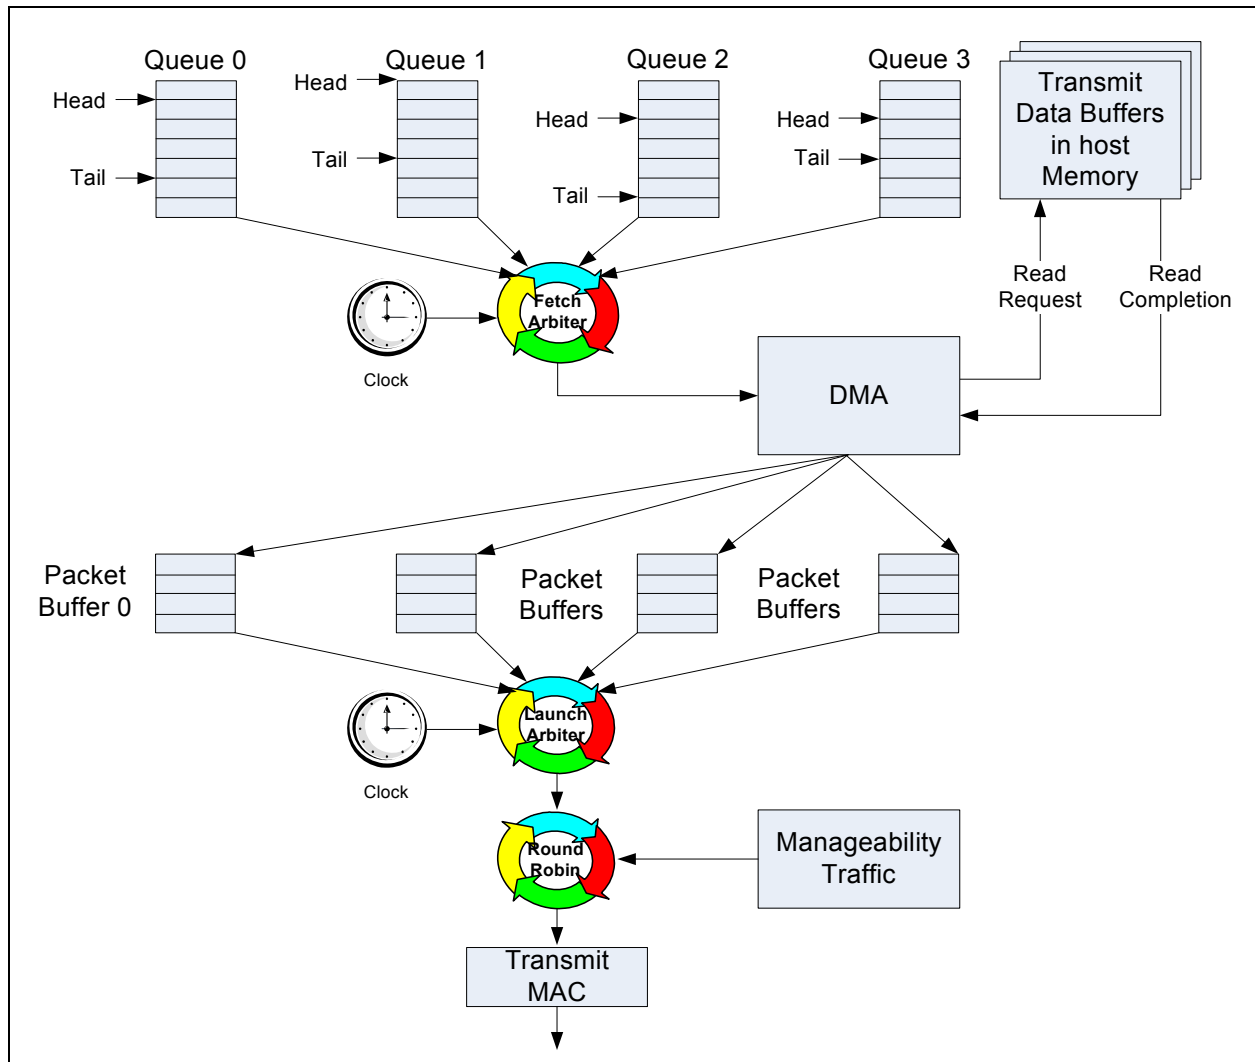 Queue 0
Queue 1
Queue 2
Queue 3
Head
Tail
Head
Tail
Head
Tail
Head
Tail
Transmit
Data Buffers
in host
Memory
Fetch
Arbiter
Clock
Read
Request
Read
Completion
DMA
Packet
Buffer 0
Packet
Buffers
Packet
Buffers
Launch
Arbiter
Clock
Round
Robin
Manageability
Traffic
Transmit
MAC